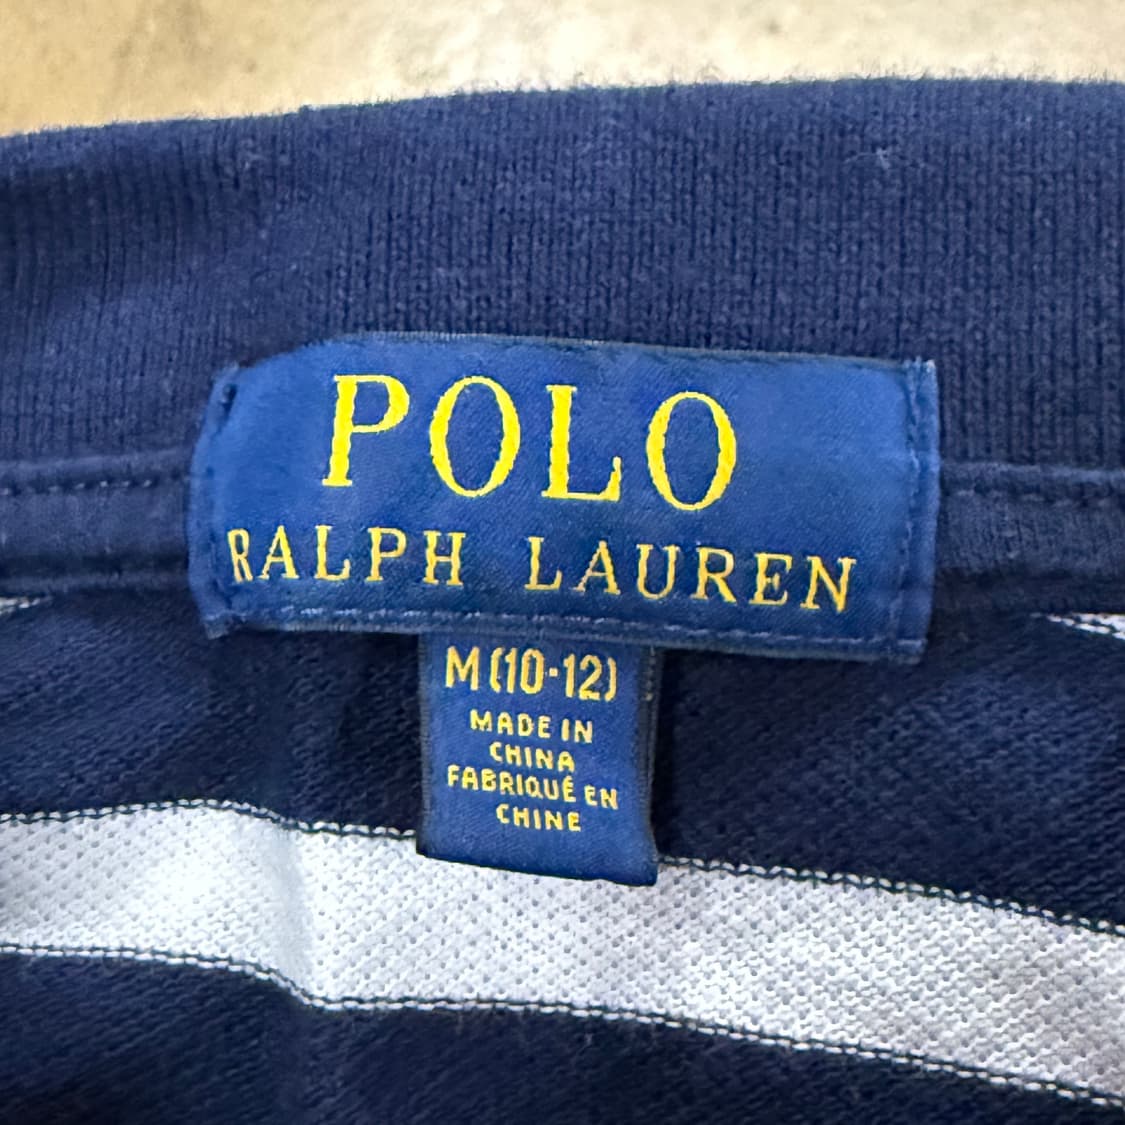 POLO
RALPH LAUREN
M (10-12)
MADE IN
CHINA
FABRIQUÉ EN
CHINE